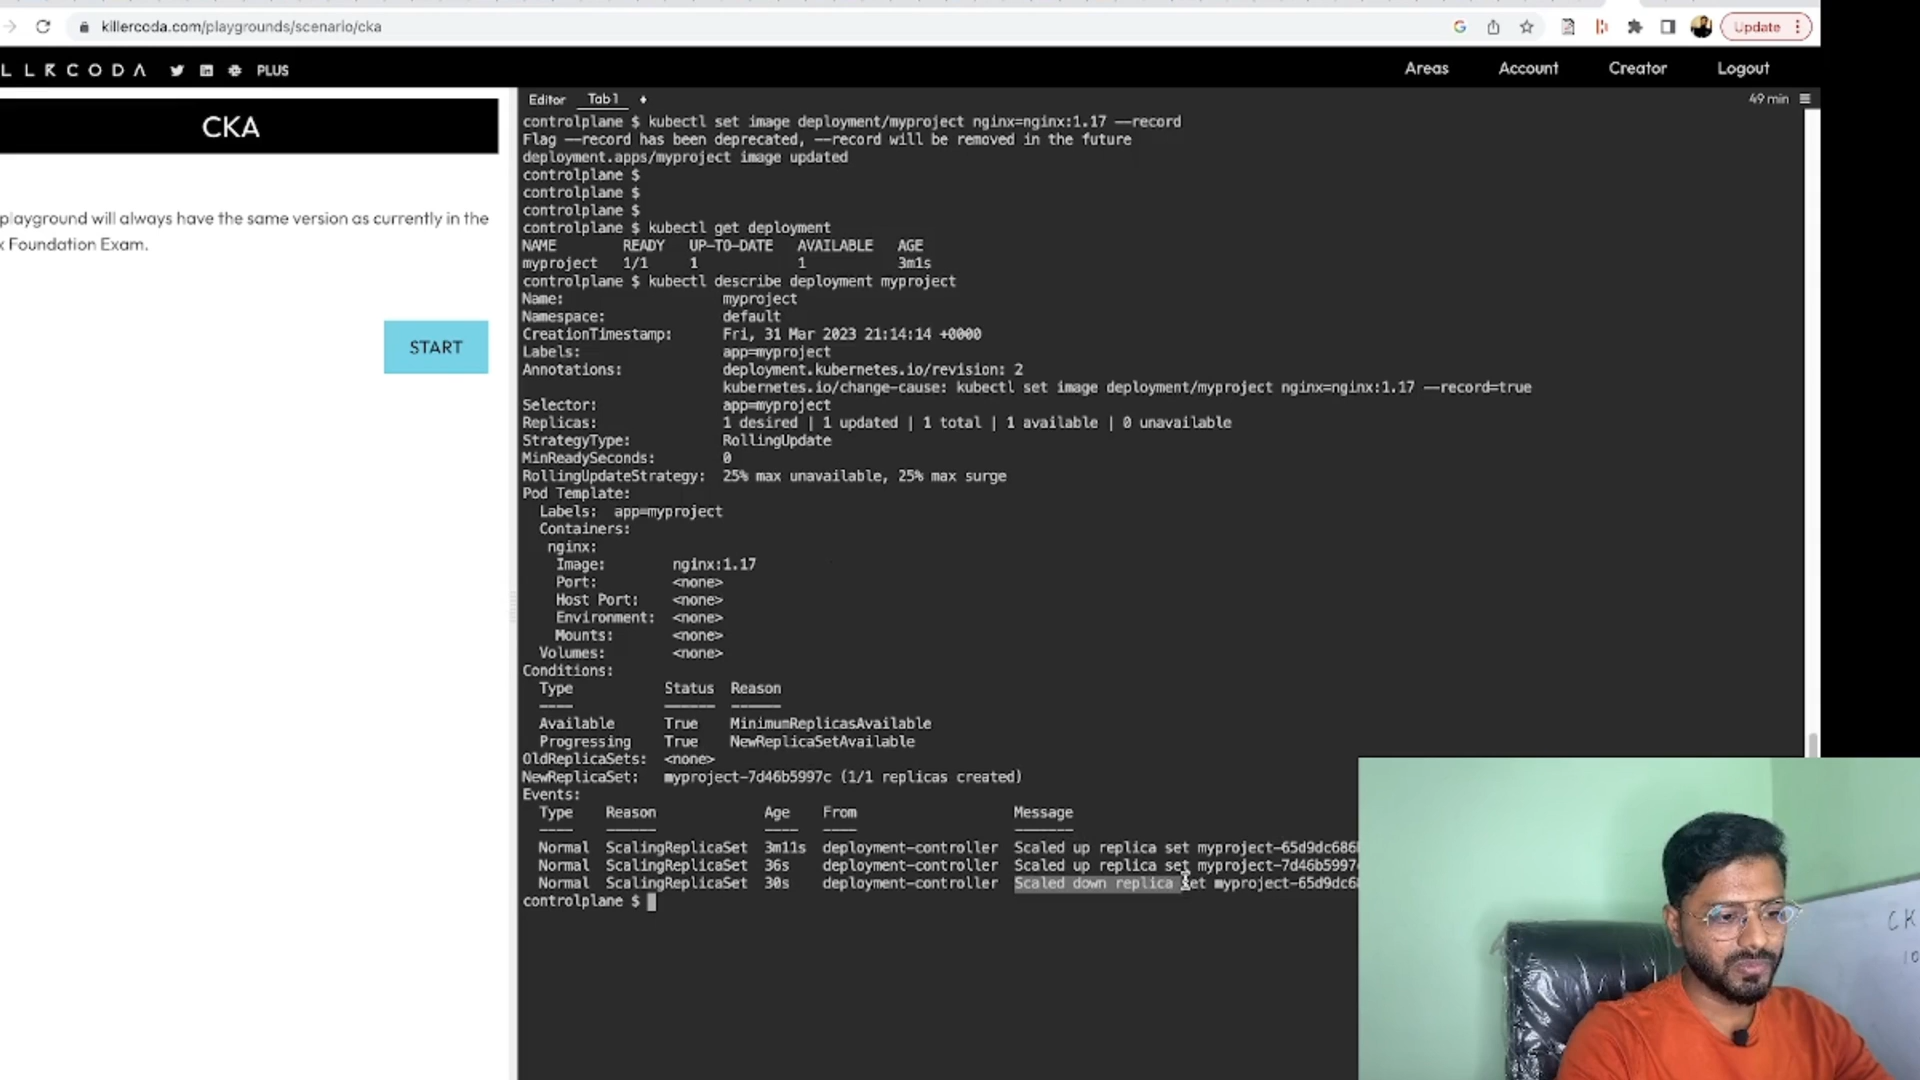 killercoda.com/playgrounds/scenario/cka
Update
L L R C O D A
PLUS
Areas
Account
Creator
Logout
CKA
playground will always have the same version as currently in the
x Foundation Exam.
START
Editor Tab 1 +
49 min
controlplane $ kubectl set image deployment/myproject nginx=nginx:1.17 --record
Flag --record has been deprecated, --record will be removed in the future
deployment.apps/myproject image updated
controlplane $
controlplane $
controlplane $
controlplane $ kubectl get deployment
NAME READY UP-TO-DATE AVAILABLE AGE
myproject 1/1 1 1 3m1s
controlplane $ kubectl describe deployment myproject
Name: myproject
Namespace: default
CreationTimestamp: Fri, 31 Mar 2023 21:14:14 +0000
Labels: app=myproject
Annotations: deployment.kubernetes.io/revision: 2
kubernetes.io/change-cause: kubectl set image deployment/myproject nginx=nginx:1.17 --record=true
Selector: app=myproject
Replicas: 1 desired | 1 updated | 1 total | 1 available | 0 unavailable
StrategyType: RollingUpdate
MinReadySeconds: 0
RollingUpdateStrategy: 25% max unavailable, 25% max surge
Pod Template:
Labels: app=myproject
Containers:
nginx:
Image: nginx:1.17
Port: <none>
Host Port: <none>
Environment: <none>
Mounts: <none>
Volumes: <none>
Conditions:
Type Status Reason
---- ------ ------
Available True MinimumReplicasAvailable
Progressing True NewReplicaSetAvailable
OldReplicaSets: <none>
NewReplicaSet: myproject-7d46b5997c (1/1 replicas created)
Events:
Type Reason Age From Message
---- ------ ---- ---- -------
Normal ScalingReplicaSet 3m11s deployment-controller Scaled up replica set myproject-65d9dc686
Normal ScalingReplicaSet 36s deployment-controller Scaled up replica set myproject-7d46b5997
Normal ScalingReplicaSet 30s deployment-controller Scaled down replica set myproject-65d9dc6
controlplane $
CK
10